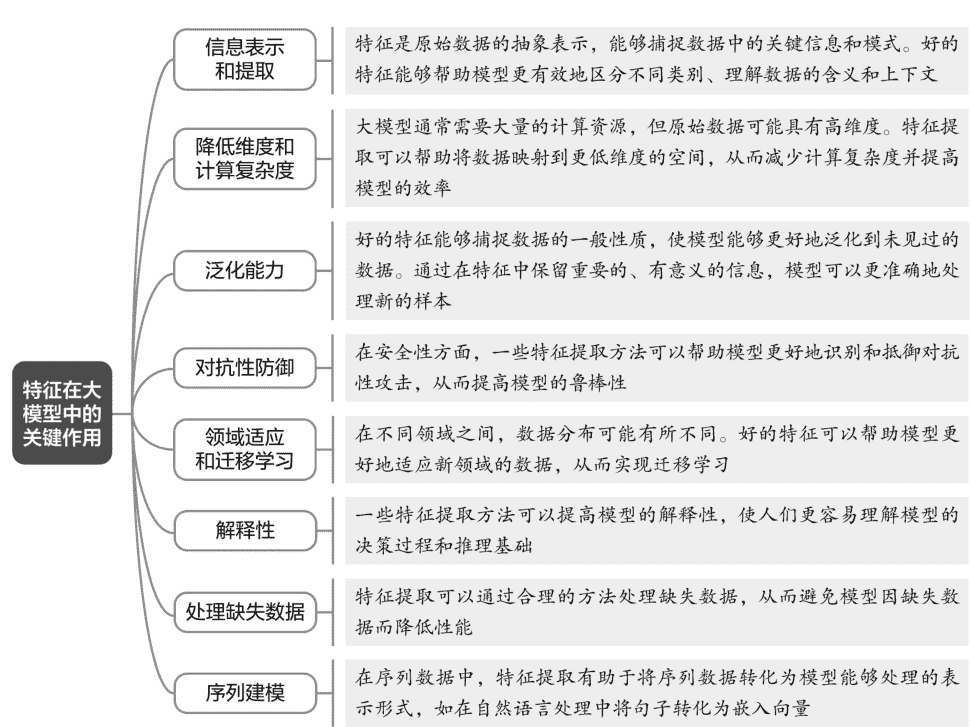 信息表示
和提取
特征是原始数据的抽象表示，能够捕捉数据中的关键信息和模式。好的
特征能够帮助模型更有效地区分不同类别、理解数据的含义和上下文
降低维度和
计算复杂度
大模型通常需要大量的计算资源，但原始数据可能具有高维度。特征提
取可以帮助将数据映射到更低维度的空间，从而减少计算复杂度并提高
模型的效率
泛化能力
好的特征能够捕捉数据的一般性质，使模型能够更好地泛化到未见过的
数据。通过在特征中保留重要的、有意义的信息，模型可以更准确地处
理新的样本
对抗性防御
在安全性方面，一些特征提取方法可以帮助模型更好地识别和抵御对抗
性攻击，从而提高模型的鲁棒性
特征在大
模型中的
关键作用
领域适应
和迁移学习
在不同领域之间，数据分布可能有所不同。好的特征可以帮助模型更
好地适应新领域的数据，从而实现迁移学习
解释性
一些特征提取方法可以提高模型的解释性，使人们更容易理解模型的
决策过程和推理基础
处理缺失数据
特征提取可以通过合理的方法处理缺失数据，从而避免模型因缺失数
据而降低性能
序列建模
在序列数据中，特征提取有助于将序列数据转化为模型能够处理的表
示形式，如在自然语言处理中将句子转化为嵌入向量